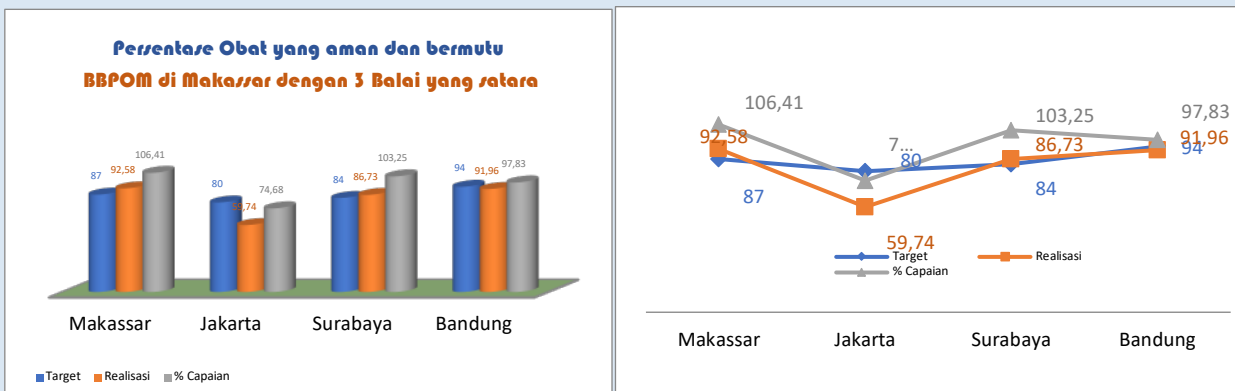 Persentase Obat yang aman dan bermutu
BBPOM di Makassar dengan 3 Balai yang satara
87
92,58
106,41
80
,74
74,68
84
86,73
103,25
94
91,96
97,83
Makassar
Jakarta
Surabaya
Bandung
Target
Realisasi
% Capaian
106,41
92,58
87
7...
80
59,74
103,25
86,73
84
97,83
91,96
94
Target
Realisasi
% Capaian
Makassar
Jakarta
Surabaya
Bandung